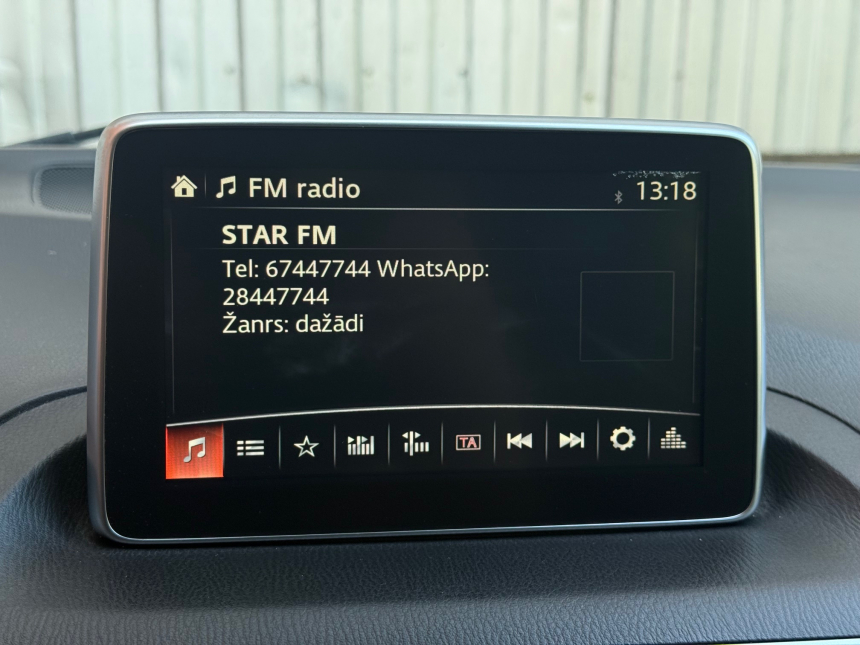 FM radio
13:18
STAR FM
Tel: 67447744 WhatsApp:
28447744
Žanrs: dažādi
TA